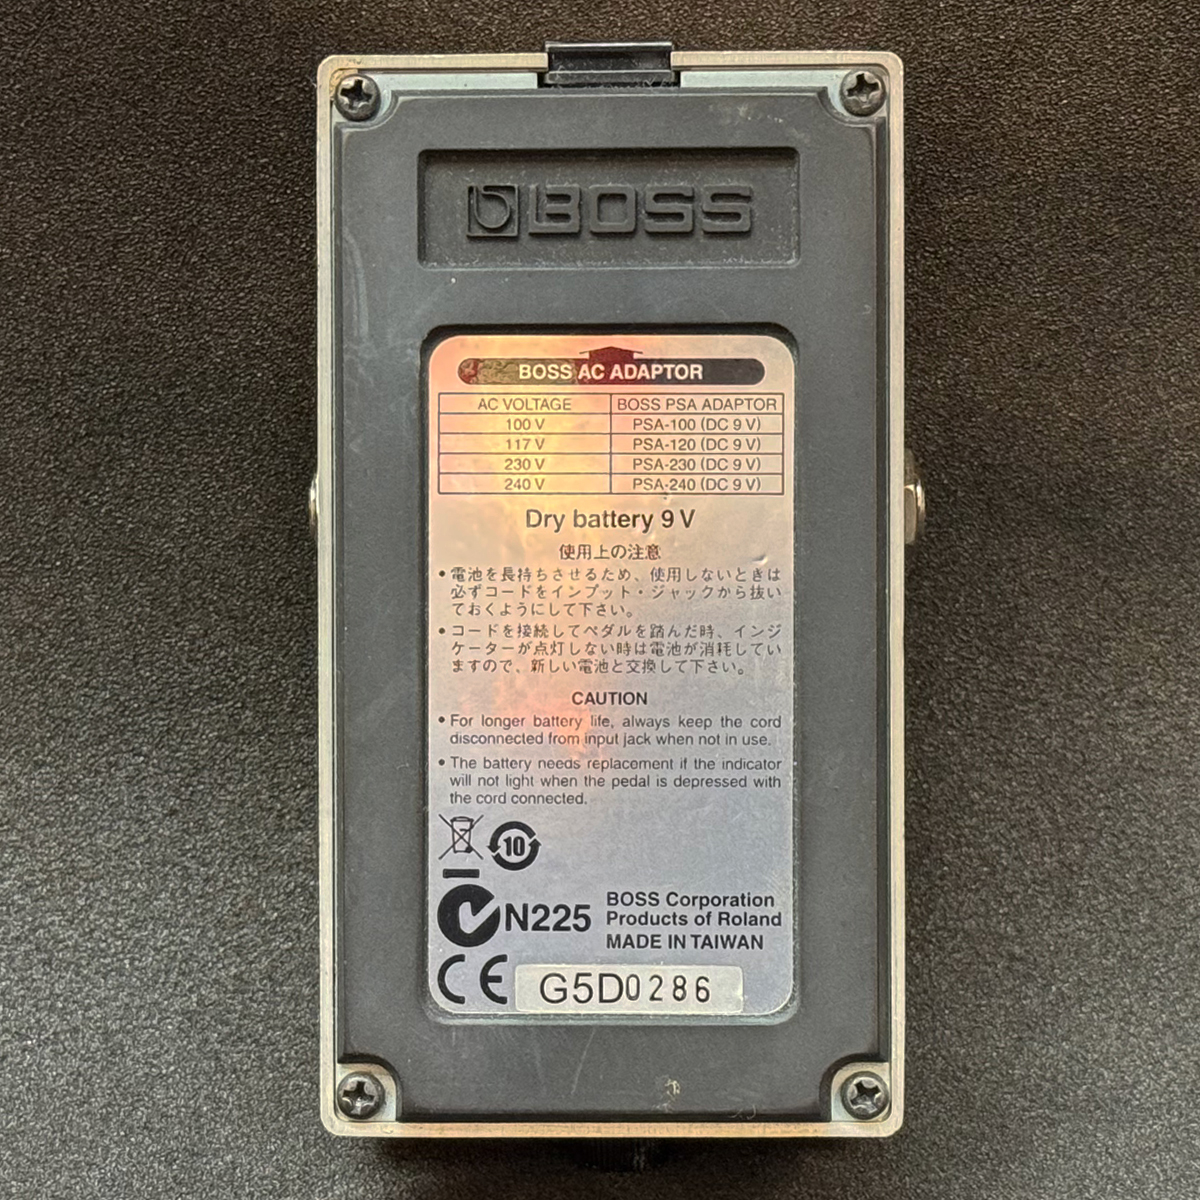 BOSS
BOSS AC ADAPTOR
AC VOLTAGE BOSS PSA ADAPTOR
100 V PSA-100 (DC 9 V)
117 V PSA-120 (DC 9 V)
230 V PSA-230 (DC 9 V)
240 V PSA-240 (DC 9 V)
Dry battery 9 V
使用上の注意
• 電池を長持ちさせるため、使用しないときは
必ずコードをインプット・ジャックから抜い
ておくようにして下さい。
• コードを接続してペダルを踏んだ時、インジ
ケーターが点灯しない時は電池が消耗してい
ますので、新しい電池と交換して下さい。
CAUTION
• For longer battery life, always keep the cord
disconnected from input jack when not in use.
• The battery needs replacement if the indicator
will not light when the pedal is depressed with
the cord connected.
10
N225
BOSS Corporation
Products of Roland
MADE IN TAIWAN
CE
G5D0286